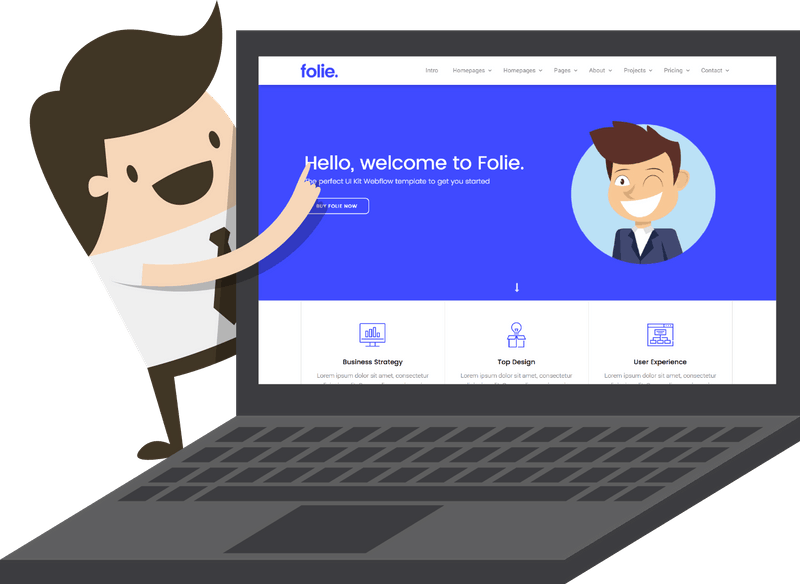 folie.
Intro Homepages Homepages Pages About Projects Pricing Contact
Hello, welcome to Folie.
The perfect UI Kit Webflow template to get you started
BUY FOLIE NOW
Business Strategy Top Design User Experience
Lorem ipsum dolor sit amet, consectetur Lorem ipsum dolor sit amet, consectetur Lorem ipsum dolor sit amet, consectetur